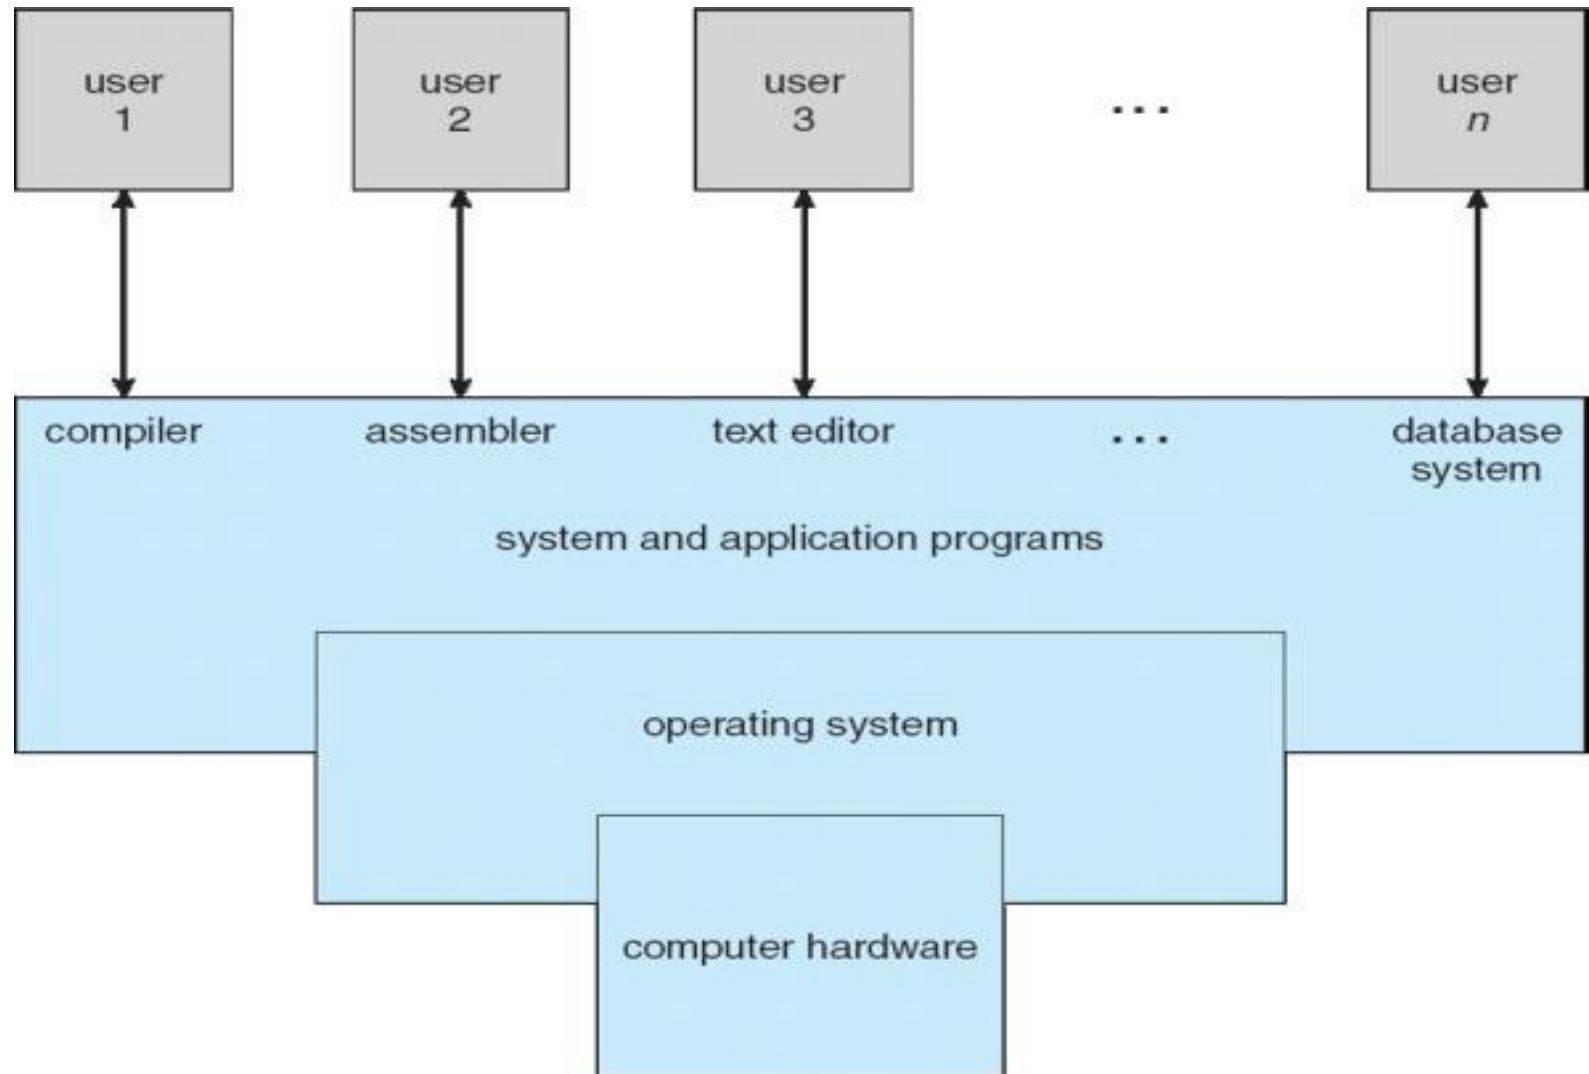 user
1
user
2
user
3
...
user
n
compiler
assembler
text editor
...
database
system
system and application programs
operating system
computer hardware